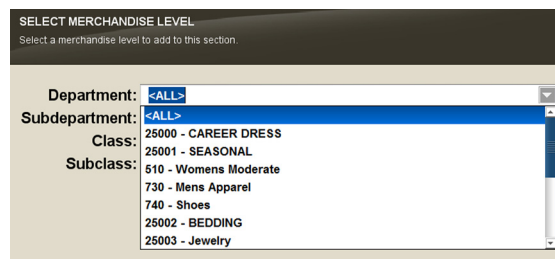 SELECT MERCHANDISE LEVEL
Select a merchandise level to add to this section.
Department: <ALL>
Subdepartment: <ALL>
25000 - CAREER DRESS
Class:
25001 - SEASONAL
Subclass: 510 - Womens Moderate
730 - Mens Apparel
740 - Shoes
25002 - BEDDING
25003 - Jewelry